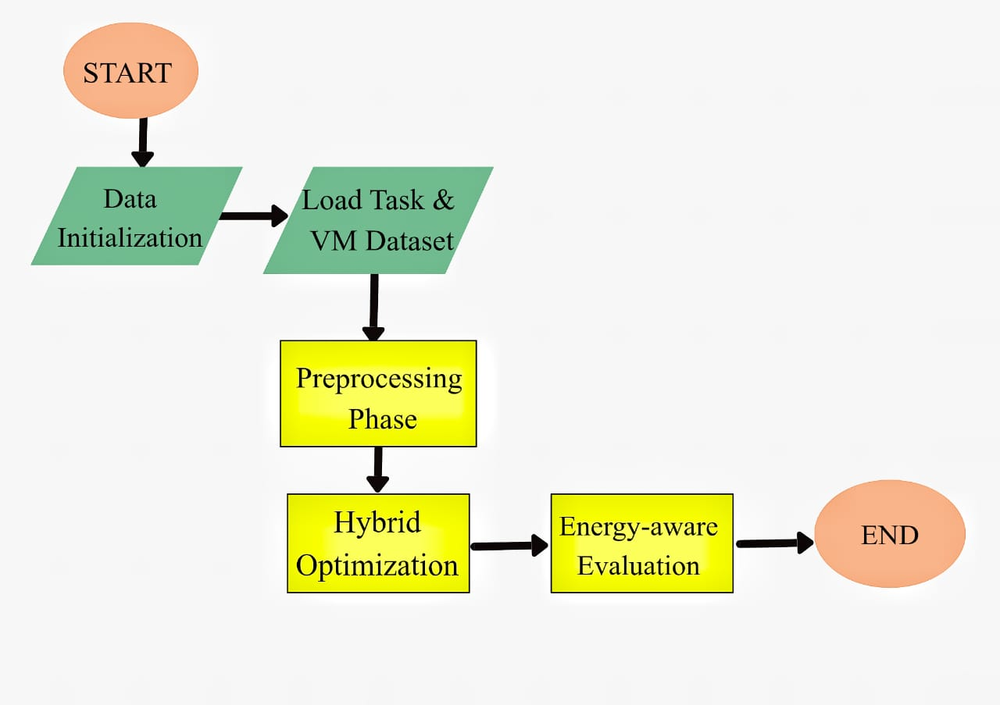 START
Data
Initialization
Load Task &
VM Dataset
Preprocessing
Phase
Hybrid
Optimization
Energy-aware
Evaluation
END